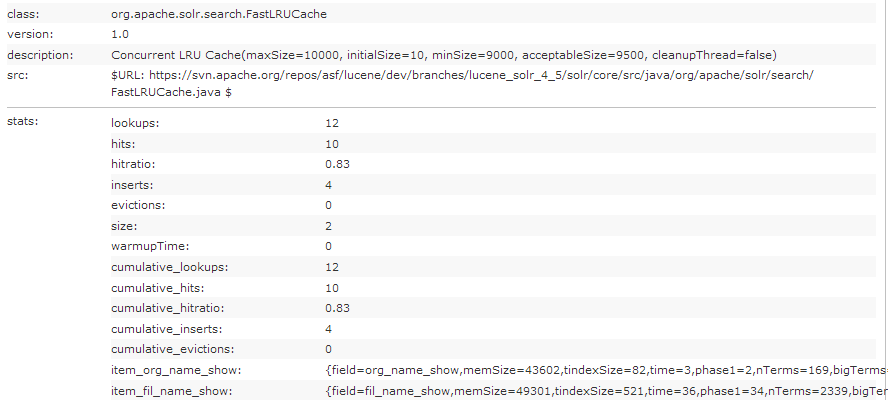 class: org.apache.solr.search.FastLRUCache
version: 1.0
description: Concurrent LRU Cache(maxSize=10000, initialSize=10, minSize=9000, acceptableSize=9500, cleanupThread=false)
src: $URL: https://svn.apache.org/repos/asf/lucene/dev/branches/lucene_solr_4_5/solr/core/src/java/org/apache/solr/search/
FastLRUCache.java $
stats: lookups: 12
hits: 10
hitratio: 0.83
inserts: 4
evictions: 0
size: 2
warmupTime: 0
cumulative_lookups: 12
cumulative_hits: 10
cumulative_hitratio: 0.83
cumulative_inserts: 4
cumulative_evictions: 0
item_org_name_show: {field=org_name_show,memSize=43602,tindexSize=82,time=3,phase1=2,nTerms=169,bigTerms=
item_fil_name_show: {field=fil_name_show,memSize=49301,tindexSize=521,time=36,phase1=34,nTerms=2339,bigTerm